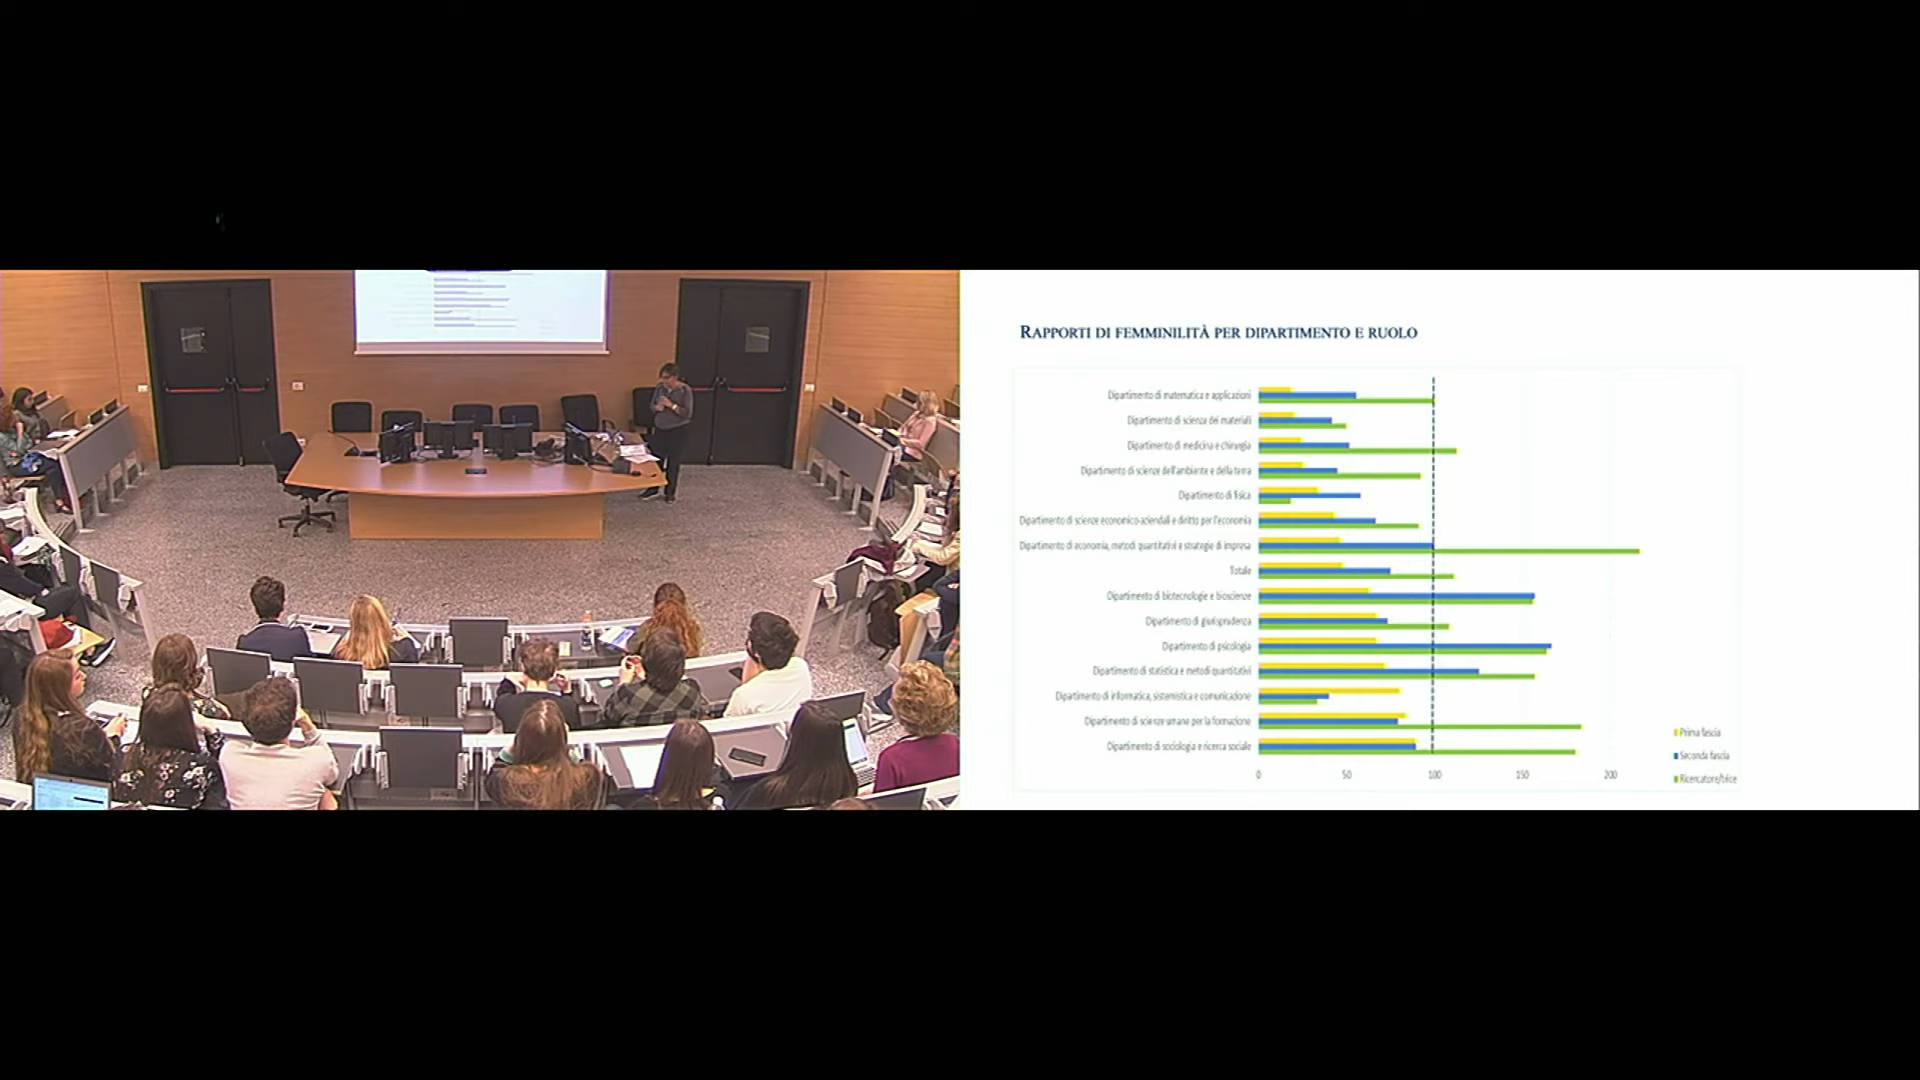 RAPPORTI DI FEMMINILITÀ PER DIPARTIMENTO E RUOLO
Dipartimento di matematica e applicazioni
Dipartimento di scienza dei materiali
Dipartimento di medicina e chirurgia
Dipartimento di scienze dell'ambiente e della terra
Dipartimento di fisica
Dipartimento di scienze economico-aziendali e diritto per l'economia
Dipartimento di economia, metodi quantitativi e strategie di impresa
Totale
Dipartimento di biotecnologie e bioscienze
Dipartimento di giurisprudenza
Dipartimento di psicologia
Dipartimento di statistica e metodi quantitativi
Dipartimento di informatica, sistemistica e comunicazione
Dipartimento di scienze umane per la formazione
Dipartimento di sociologia e ricerca sociale
0 50 100 150 200
Prima fascia
Seconda fascia
Ricercatore/trice